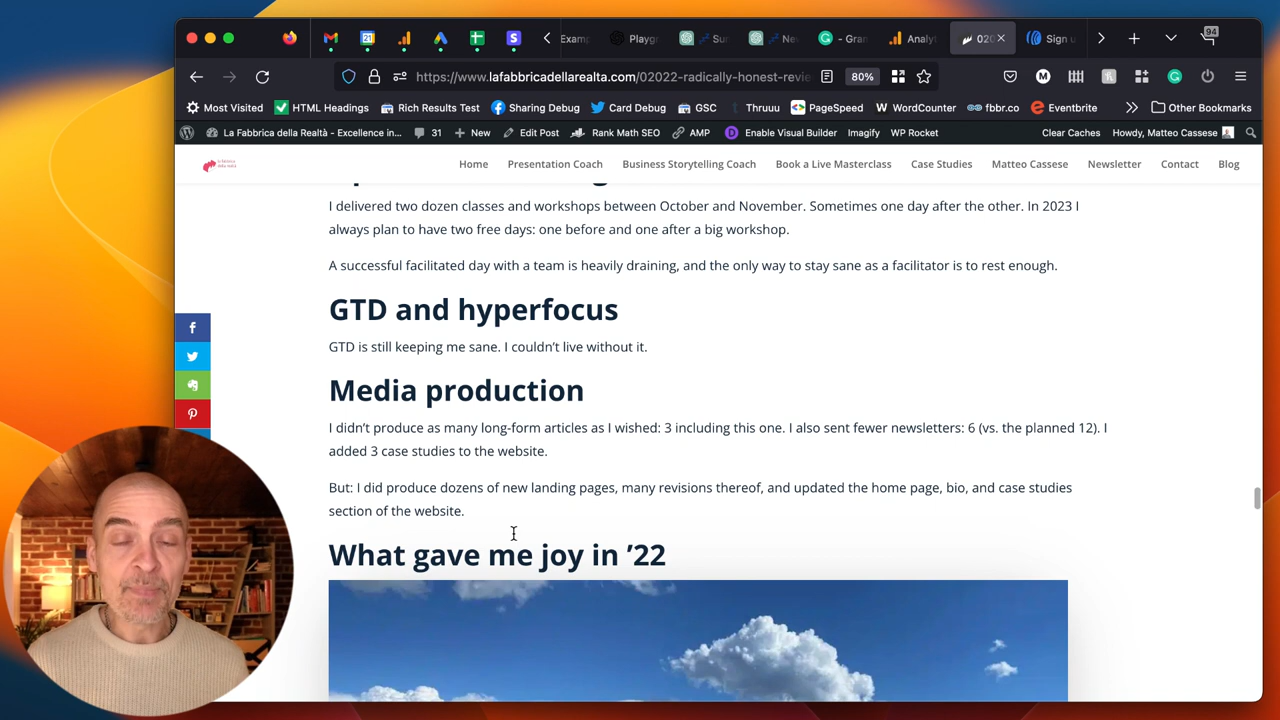 94
Examp
Playgr
Su
Ne
- Gran
Analyt
020
Sign u
https://www.lafabbricadellarealta.com/02022-radically-honest-revie
80%
Most Visited
HTML Headings
Rich Results Test
Sharing Debug
Card Debug
GSC
Thruuu
PageSpeed
WordCounter
fbbr.co
Eventbrite
Other Bookmarks
La Fabbrica della Realtà - Excellence in...
31
New
Edit Post
Rank Math SEO
AMP
Enable Visual Builder
Imagify
WP Rocket
Clear Caches
Howdy, Matteo Cassese
Home
Presentation Coach
Business Storytelling Coach
Book a Live Masterclass
Case Studies
Matteo Cassese
Newsletter
Contact
Blog
I delivered two dozen classes and workshops between October and November. Sometimes one day after the other. In 2023 I
always plan to have two free days: one before and one after a big workshop.
A successful facilitated day with a team is heavily draining, and the only way to stay sane as a facilitator is to rest enough.
GTD and hyperfocus
GTD is still keeping me sane. I couldn’t live without it.
Media production
I didn’t produce as many long-form articles as I wished: 3 including this one. I also sent fewer newsletters: 6 (vs. the planned 12). I
added 3 case studies to the website.
But: I did produce dozens of new landing pages, many revisions thereof, and updated the home page, bio, and case studies
section of the website.
What gave me joy in ’22